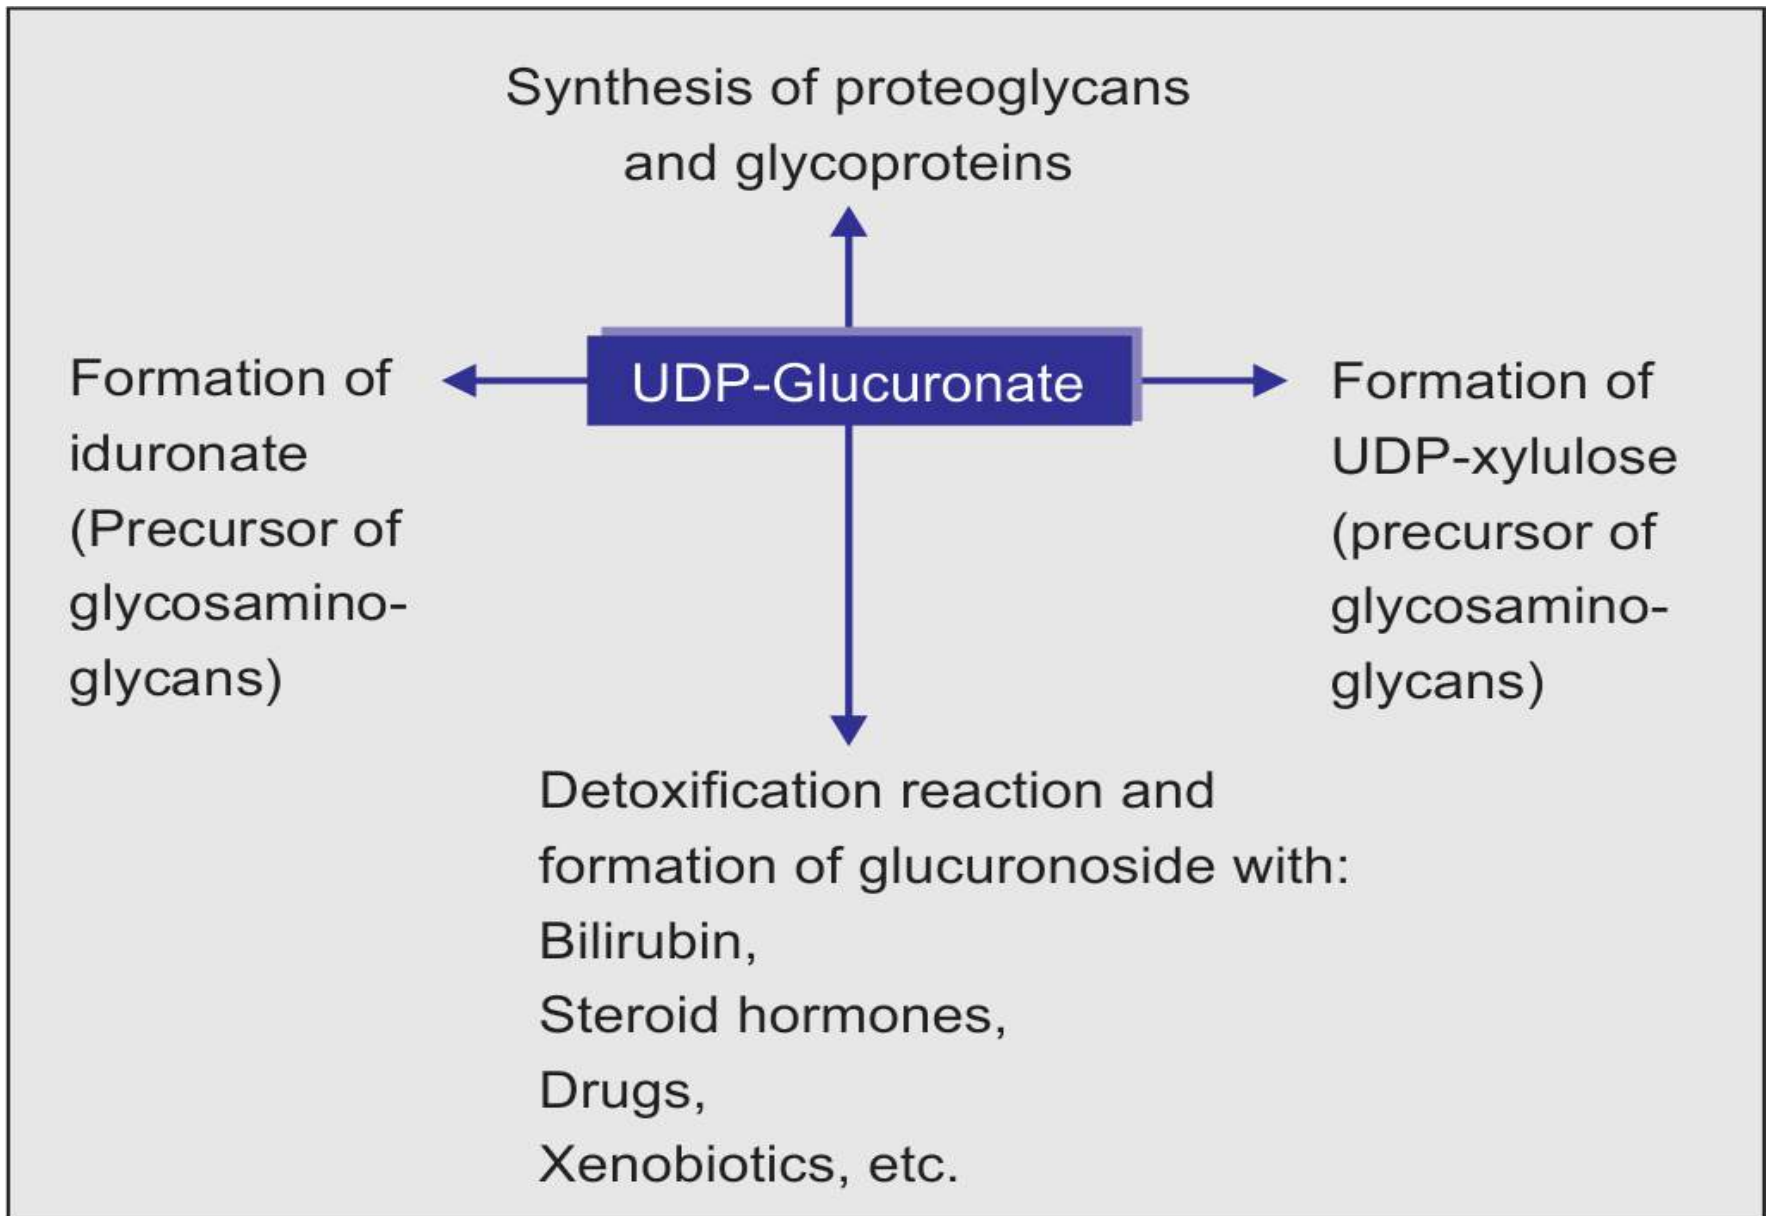 Synthesis of proteoglycans
and glycoproteins
Formation of
iduronate
(Precursor of
glycosamino-
glycans)
UDP-Glucuronate
Formation of
UDP-xylulose
(precursor of
glycosamino-
glycans)
Detoxification reaction and
formation of glucuronoside with:
Bilirubin,
Steroid hormones,
Drugs,
Xenobiotics, etc.